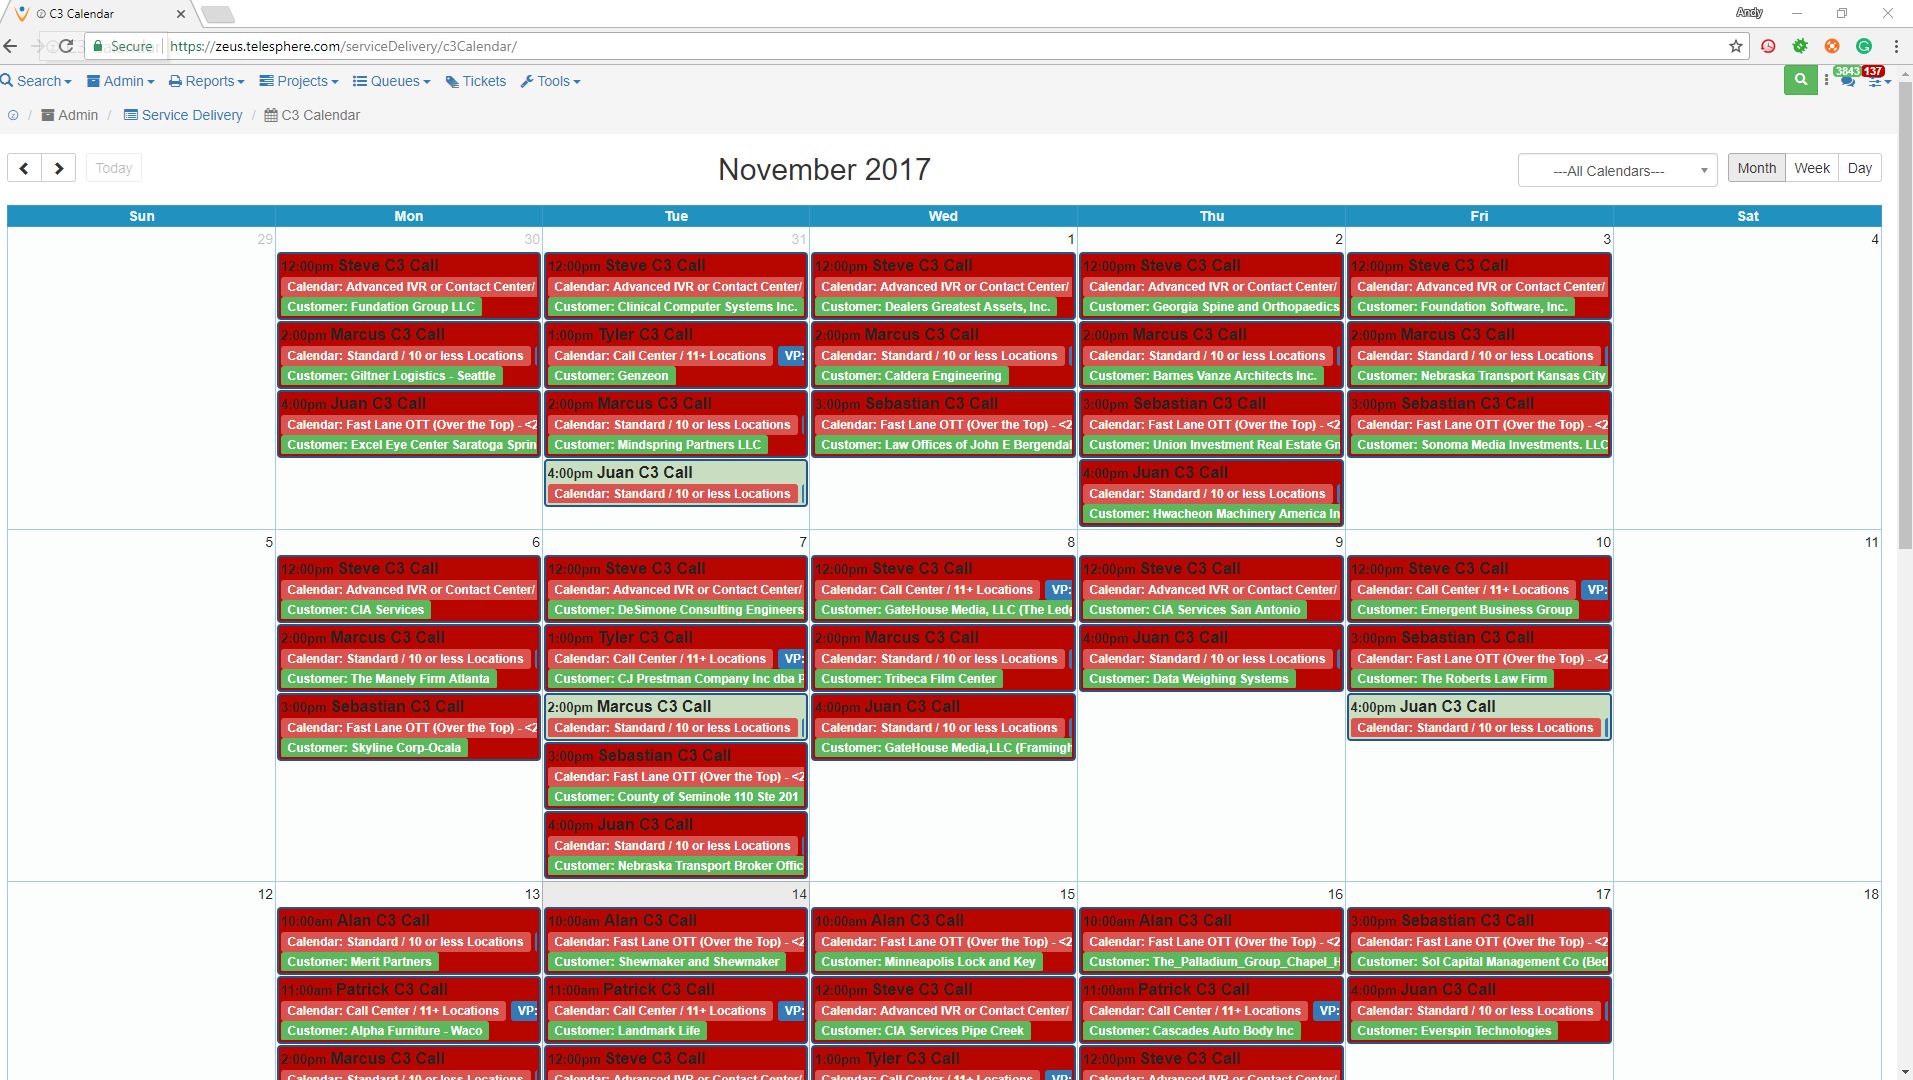 C3 Calendar
Andy
Secure https://zeus.telesphere.com/serviceDelivery/c3Calendar/
Search Admin Reports Projects Queues Tickets Tools
3843 137
/ Admin / Service Delivery / C3 Calendar
Today
November 2017
---All Calendars---
Month Week Day
Sun Mon Tue Wed Thu Fri Sat
29
30
12:00pm Steve C3 Call
Calendar: Advanced IVR or Contact Center/
Customer: Fundation Group LLC
2:00pm Marcus C3 Call
Calendar: Standard / 10 or less Locations
Customer: Giltner Logistics - Seattle
4:00pm Juan C3 Call
Calendar: Fast Lane OTT (Over the Top) - <2
Customer: Excel Eye Center Saratoga Sprin
31
12:00pm Steve C3 Call
Calendar: Advanced IVR or Contact Center/
Customer: Clinical Computer Systems Inc.
1:00pm Tyler C3 Call
Calendar: Call Center / 11+ Locations VP:
Customer: Genzeon
2:00pm Marcus C3 Call
Calendar: Standard / 10 or less Locations
Customer: Mindspring Partners LLC
4:00pm Juan C3 Call
Calendar: Standard / 10 or less Locations
1
12:00pm Steve C3 Call
Calendar: Advanced IVR or Contact Center/
Customer: Dealers Greatest Assets, Inc.
2:00pm Marcus C3 Call
Calendar: Standard / 10 or less Locations
Customer: Caldera Engineering
3:00pm Sebastian C3 Call
Calendar: Fast Lane OTT (Over the Top) - <2
Customer: Law Offices of John E Bergendal
2
12:00pm Steve C3 Call
Calendar: Advanced IVR or Contact Center/
Customer: Georgia Spine and Orthopaedics
2:00pm Marcus C3 Call
Calendar: Standard / 10 or less Locations
Customer: Barnes Vanze Architects Inc.
3:00pm Sebastian C3 Call
Calendar: Fast Lane OTT (Over the Top) - <2
Customer: Union Investment Real Estate Gn
4:00pm Juan C3 Call
Calendar: Standard / 10 or less Locations
Customer: Hwacheon Machinery America In
3
12:00pm Steve C3 Call
Calendar: Advanced IVR or Contact Center/
Customer: Foundation Software, Inc.
2:00pm Marcus C3 Call
Calendar: Standard / 10 or less Locations
Customer: Nebraska Transport Kansas City
3:00pm Sebastian C3 Call
Calendar: Fast Lane OTT (Over the Top) - <2
Customer: Sonoma Media Investments. LLC
4
5
6
12:00pm Steve C3 Call
Calendar: Advanced IVR or Contact Center/
Customer: CIA Services
2:00pm Marcus C3 Call
Calendar: Standard / 10 or less Locations
Customer: The Manely Firm Atlanta
3:00pm Sebastian C3 Call
Calendar: Fast Lane OTT (Over the Top) - <2
Customer: Skyline Corp-Ocala
7
12:00pm Steve C3 Call
Calendar: Advanced IVR or Contact Center/
Customer: DeSimone Consulting Engineers
1:00pm Tyler C3 Call
Calendar: Call Center / 11+ Locations VP:
Customer: CJ Prestman Company Inc dba P
2:00pm Marcus C3 Call
Calendar: Standard / 10 or less Locations
3:00pm Sebastian C3 Call
Calendar: Fast Lane OTT (Over the Top) - <2
Customer: County of Seminole 110 Ste 201
4:00pm Juan C3 Call
Calendar: Standard / 10 or less Locations
Customer: Nebraska Transport Broker Offic
8
12:00pm Steve C3 Call
Calendar: Call Center / 11+ Locations VP:
Customer: GateHouse Media, LLC (The Ledg
2:00pm Marcus C3 Call
Calendar: Standard / 10 or less Locations
Customer: Tribeca Film Center
4:00pm Juan C3 Call
Calendar: Standard / 10 or less Locations
Customer: GateHouse Media,LLC (Framingh
9
12:00pm Steve C3 Call
Calendar: Advanced IVR or Contact Center/
Customer: CIA Services San Antonio
4:00pm Juan C3 Call
Calendar: Standard / 10 or less Locations
Customer: Data Weighing Systems
10
12:00pm Steve C3 Call
Calendar: Call Center / 11+ Locations VP:
Customer: Emergent Business Group
3:00pm Sebastian C3 Call
Calendar: Fast Lane OTT (Over the Top) - <2
Customer: The Roberts Law Firm
4:00pm Juan C3 Call
Calendar: Standard / 10 or less Locations
11
12
13
10:00am Alan C3 Call
Calendar: Standard / 10 or less Locations
Customer: Merit Partners
11:00am Patrick C3 Call
Calendar: Call Center / 11+ Locations VP:
Customer: Alpha Furniture - Waco
2:00pm Marcus C3 Call
Calendar: Standard / 10 or less Locations
14
10:00am Alan C3 Call
Calendar: Fast Lane OTT (Over the Top) - <2
Customer: Shewmaker and Shewmaker
11:00am Patrick C3 Call
Calendar: Call Center / 11+ Locations VP:
Customer: Landmark Life
12:00pm Steve C3 Call
Calendar: Advanced IVR or Contact Center/
15
10:00am Alan C3 Call
Calendar: Fast Lane OTT (Over the Top) - <2
Customer: Minneapolis Lock and Key
12:00pm Steve C3 Call
Calendar: Advanced IVR or Contact Center/
Customer: CIA Services Pipe Creek
1:00pm Tyler C3 Call
Calendar: Call Center / 11+ Locations VP:
16
10:00am Alan C3 Call
Calendar: Fast Lane OTT (Over the Top) - <2
Customer: The_Palladium_Group_Chapel_H
11:00am Patrick C3 Call
Calendar: Call Center / 11+ Locations VP:
Customer: Cascades Auto Body Inc
12:00pm Steve C3 Call
Calendar: Advanced IVR or Contact Center/
17
3:00pm Sebastian C3 Call
Calendar: Fast Lane OTT (Over the Top) - <2
Customer: Sol Capital Management Co (Bed
4:00pm Juan C3 Call
Calendar: Standard / 10 or less Locations
Customer: Everspin Technologies
18